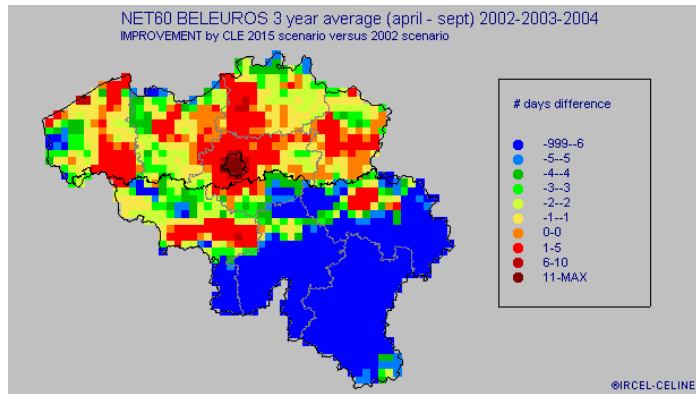 NET60 BELEUROS 3 year average (april - sept) 2002-2003-2004
IMPROVEMENT by CLE 2015 scenario versus 2002 scenario
# days difference
-999--6
-5--5
-4--4
-3--3
-2--2
-1--1
0-0
1-5
6-10
11-MAX
©IRCEL-CELINE